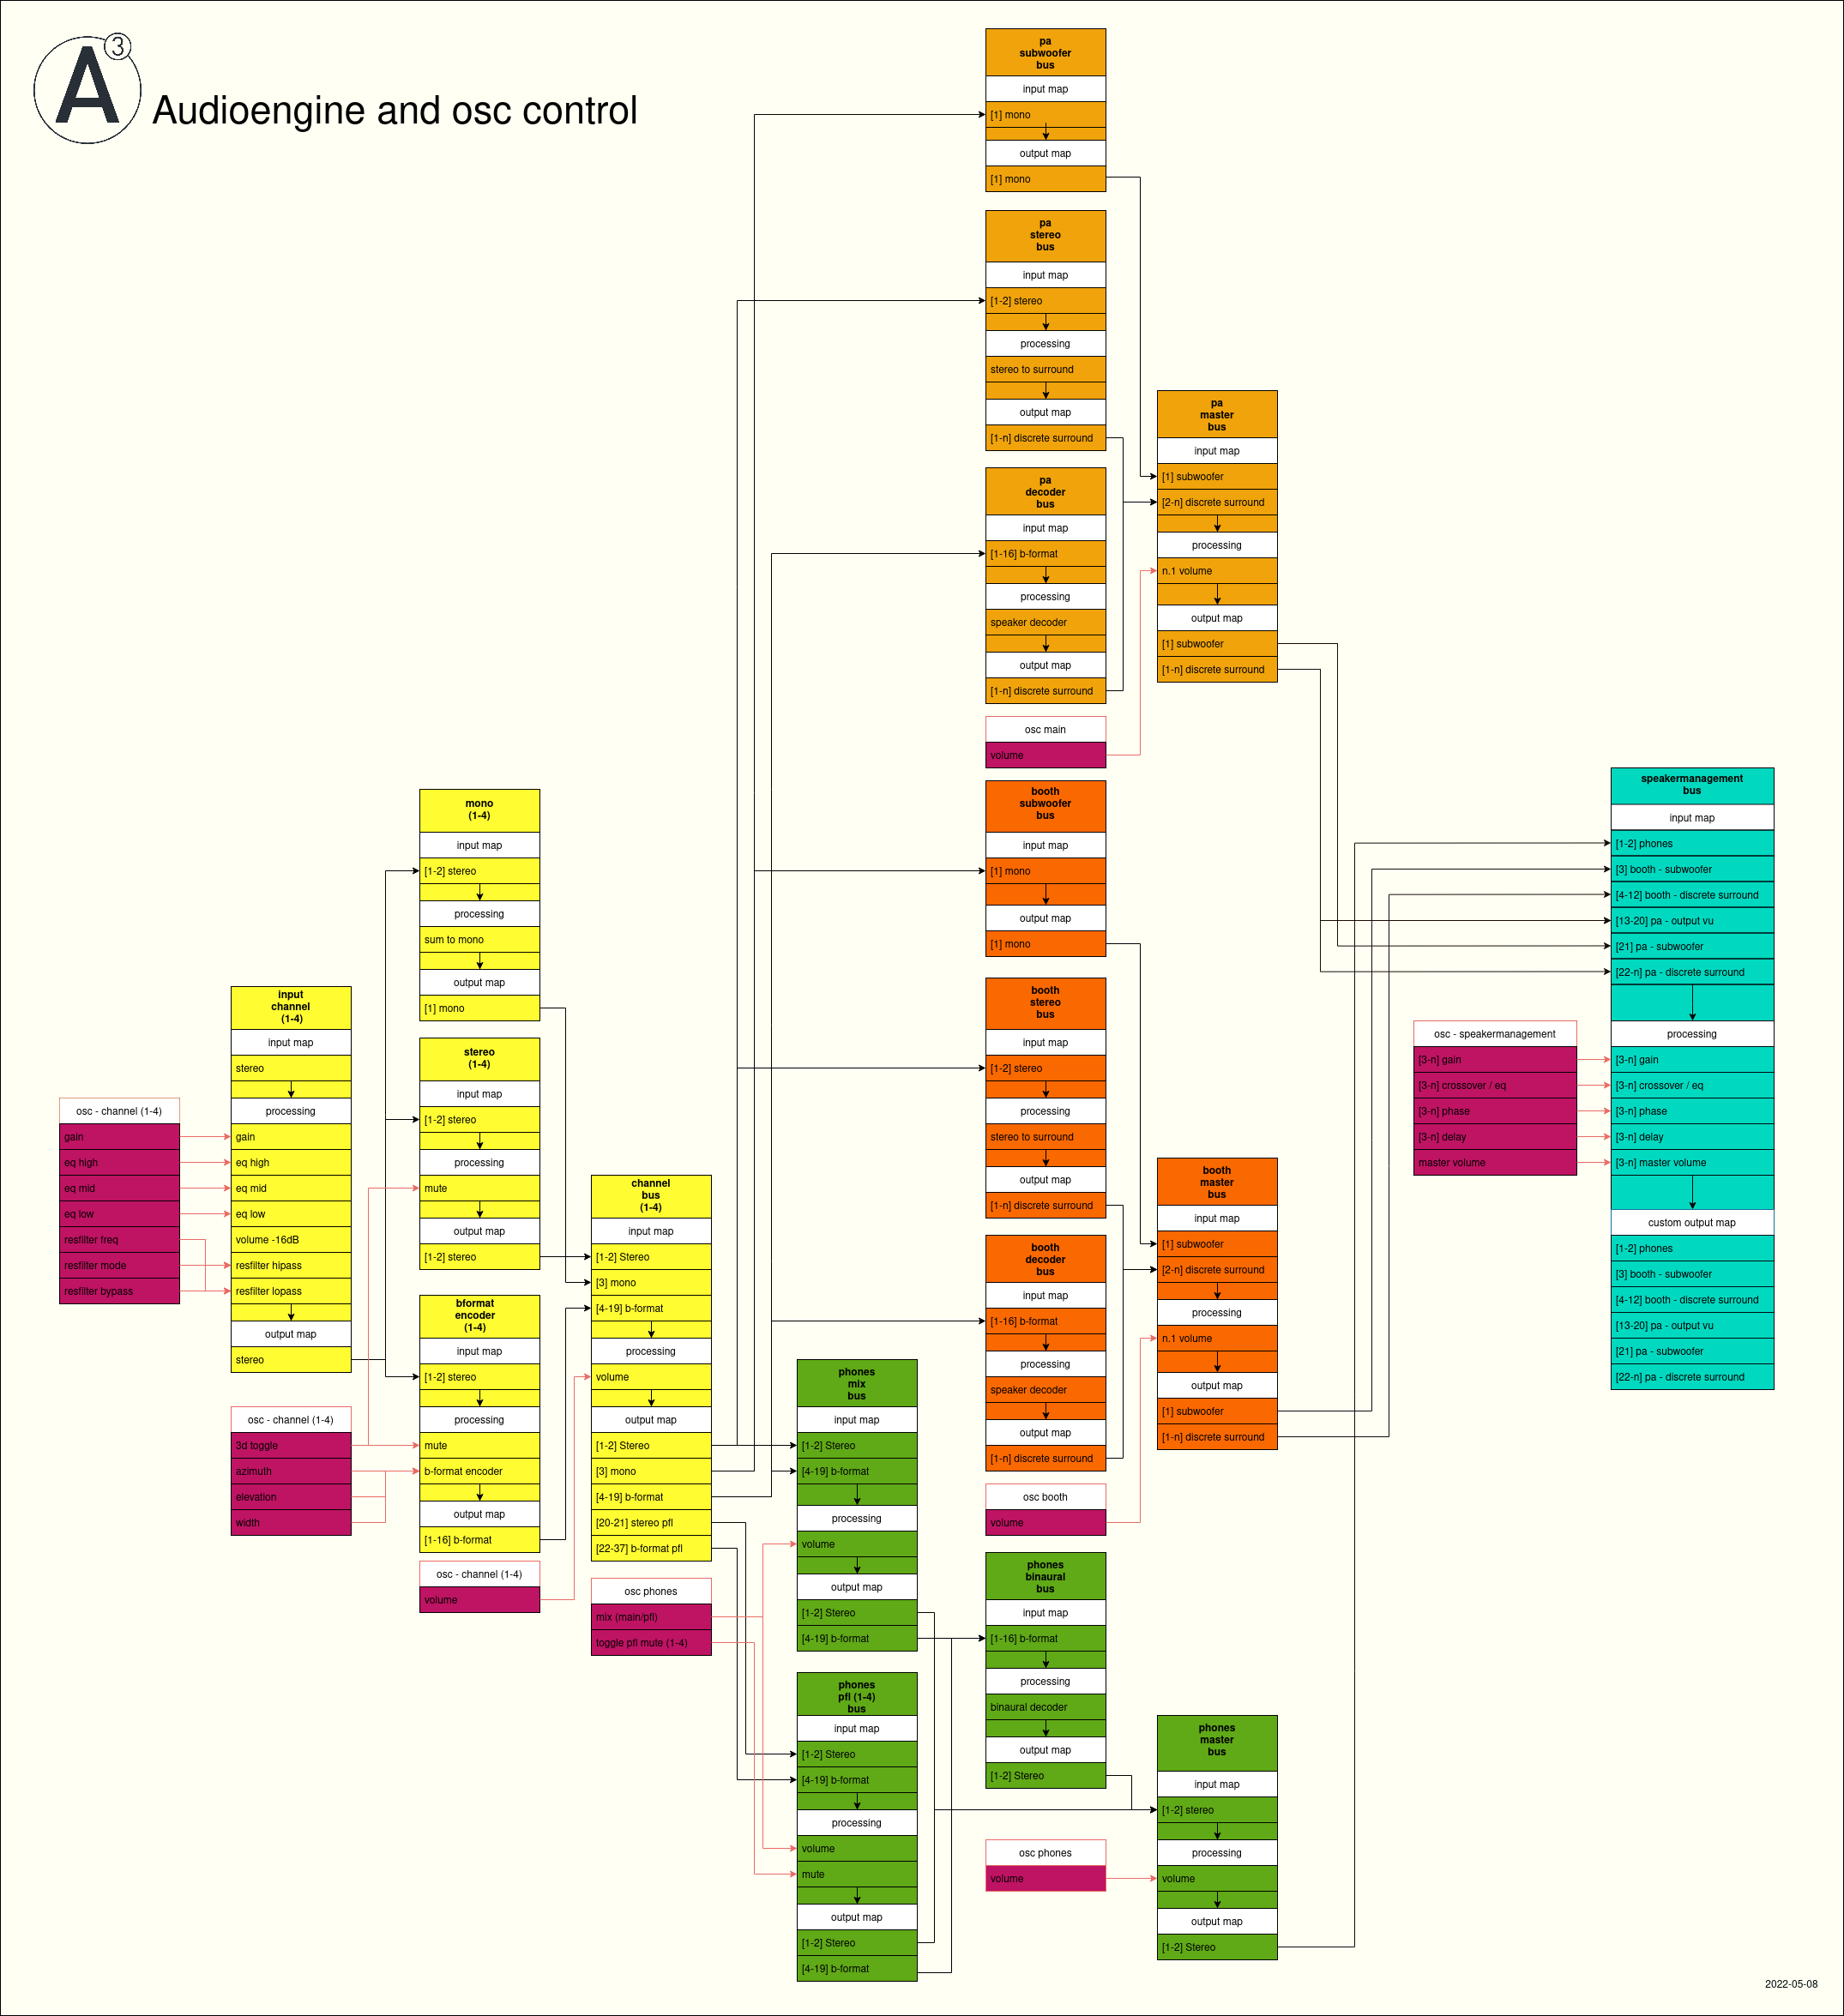 A
3
Audioengine and osc control
pa
subwoofer
bus
input map
[1] mono
output map
[1] mono
pa
stereo
bus
input map
[1-2] stereo
processing
stereo to surround
output map
[1-n] discrete surround
pa
decoder
bus
input map
[1-16] b-format
processing
speaker decoder
output map
[1-n] discrete surround
osc main
volume
pa
master
bus
input map
[1] subwoofer
[2-n] discrete surround
processing
n.1 volume
output map
[1] subwoofer
[1-n] discrete surround
osc - channel (1-4)
gain
eq high
eq mid
eq low
resfilter freq
resfilter mode
resfilter bypass
input
channel
(1-4)
input map
stereo
processing
gain
eq high
eq mid
eq low
volume -16dB
resfilter hipass
resfilter lopass
output map
stereo
osc - channel (1-4)
3d toggle
azimuth
elevation
width
mono
(1-4)
input map
[1-2] stereo
processing
sum to mono
output map
[1] mono
stereo
(1-4)
input map
[1-2] stereo
processing
mute
output map
[1-2] stereo
bformat
encoder
(1-4)
input map
[1-2] stereo
processing
mute
b-format encoder
output map
[1-16] b-format
osc - channel (1-4)
volume
channel
bus
(1-4)
input map
[1-2] Stereo
[3] mono
[4-19] b-format
processing
volume
output map
[1-2] Stereo
[3] mono
[4-19] b-format
[20-21] stereo pfl
[22-37] b-format pfl
osc phones
mix (main/pfl)
toggle pfl mute (1-4)
phones
mix
bus
input map
[1-2] Stereo
[4-19] b-format
processing
volume
output map
[1-2] Stereo
[4-19] b-format
phones
pfl (1-4)
bus
input map
[1-2] Stereo
[4-19] b-format
processing
volume
mute
output map
[1-2] Stereo
[4-19] b-format
booth
subwoofer
bus
input map
[1] mono
output map
[1] mono
booth
stereo
bus
input map
[1-2] stereo
processing
stereo to surround
output map
[1-n] discrete surround
booth
decoder
bus
input map
[1-16] b-format
processing
speaker decoder
output map
[1-n] discrete surround
osc booth
volume
booth
master
bus
input map
[1] subwoofer
[2-n] discrete surround
processing
n.1 volume
output map
[1] subwoofer
[1-n] discrete surround
phones
binaural
bus
input map
[1-16] b-format
processing
binaural decoder
output map
[1-2] Stereo
osc phones
volume
phones
master
bus
input map
[1-2] stereo
processing
volume
output map
[1-2] Stereo
osc - speakermanagement
[3-n] gain
[3-n] crossover / eq
[3-n] phase
[3-n] delay
master volume
speakermanagement
bus
input map
[1-2] phones
[3] booth - subwoofer
[4-12] booth - discrete surround
[13-20] pa - output vu
[21] pa - subwoofer
[22-n] pa - discrete surround
processing
[3-n] gain
[3-n] crossover / eq
[3-n] phase
[3-n] delay
[3-n] master volume
custom output map
[1-2] phones
[3] booth - subwoofer
[4-12] booth - discrete surround
[13-20] pa - output vu
[21] pa - subwoofer
[22-n] pa - discrete surround
2022-05-08